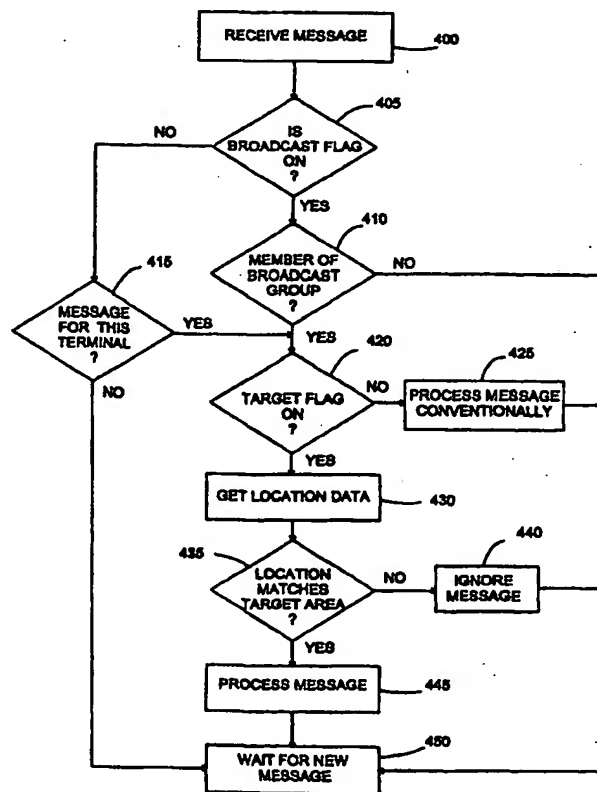 RECEIVE MESSAGE
400
405
NO
IS
BROADCAST FLAG
ON
?
YES
410
415
MEMBER OF
BROADCAST
GROUP
?
NO
MESSAGE
FOR THIS
TERMINAL
?
YES
YES
420
425
NO
TARGET FLAG
ON
?
NO
PROCESS MESSAGE
CONVENTIONALLY
YES
GET LOCATION DATA
430
435
440
LOCATION
MATCHES
TARGET AREA
?
NO
IGNORE
MESSAGE
YES
PROCESS MESSAGE
445
450
WAIT FOR NEW
MESSAGE